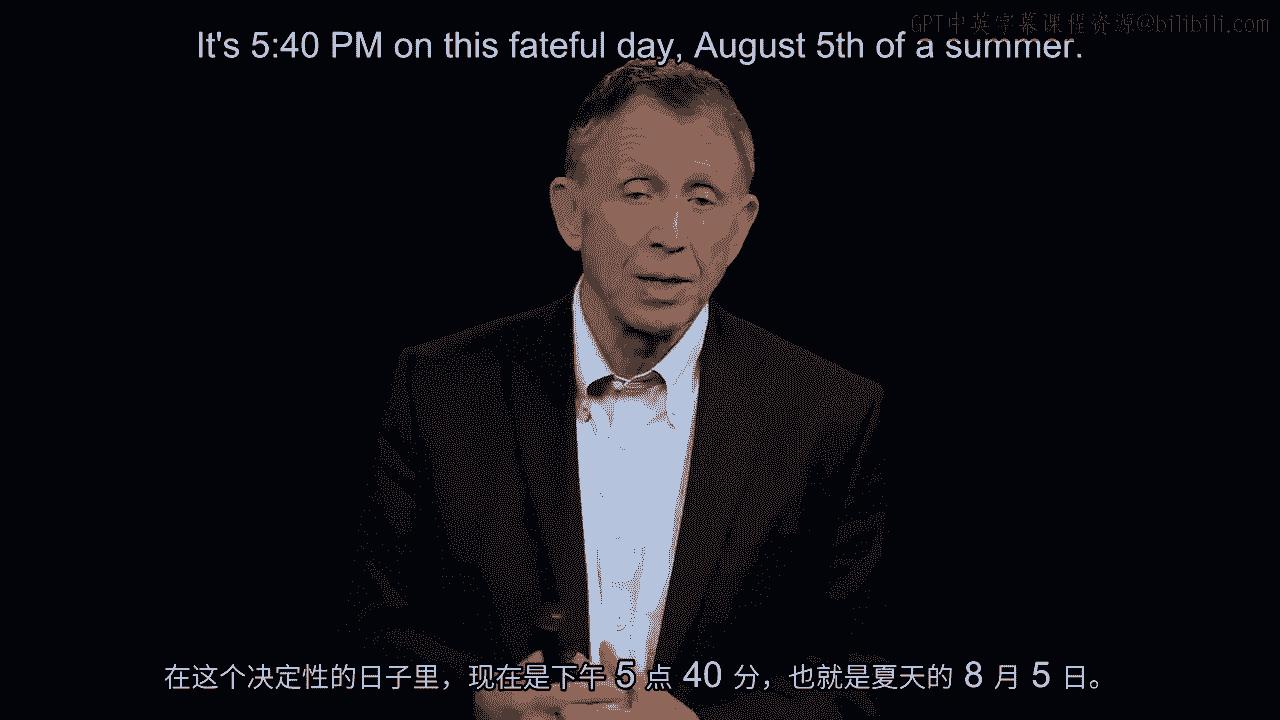 GPT中英字幕课程资源@bilibili.com
It's 5:40 PM on this fateful day, August 5th of a summer.
在这个决定性的日子里，现在是下午 5 点 40 分，也就是夏天的 8 月 5 日。